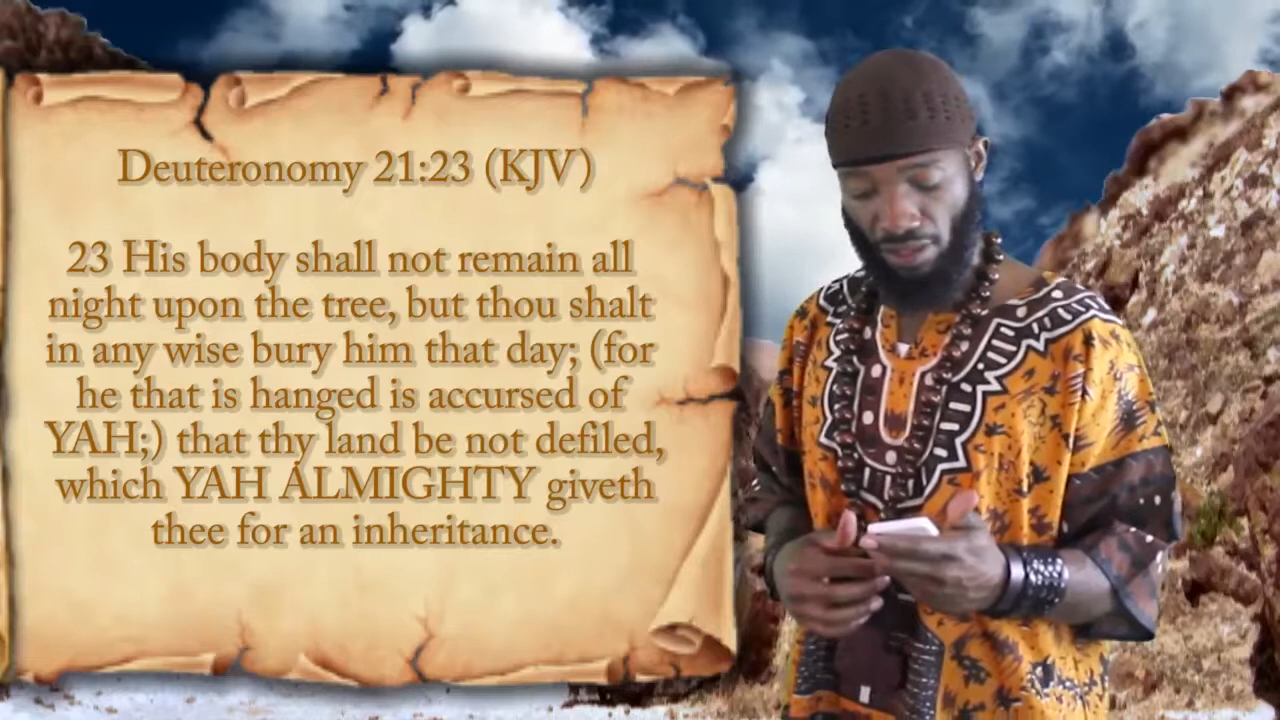 Deuteronomy 21:23 (KJV)
23 His body shall not remain all
night upon the tree, but thou shalt
in any wise bury him that day; (for
he that is hanged is accursed of
YAH;) that thy land be not defiled,
which YAH ALMIGHTY giveth
thee for an inheritance.